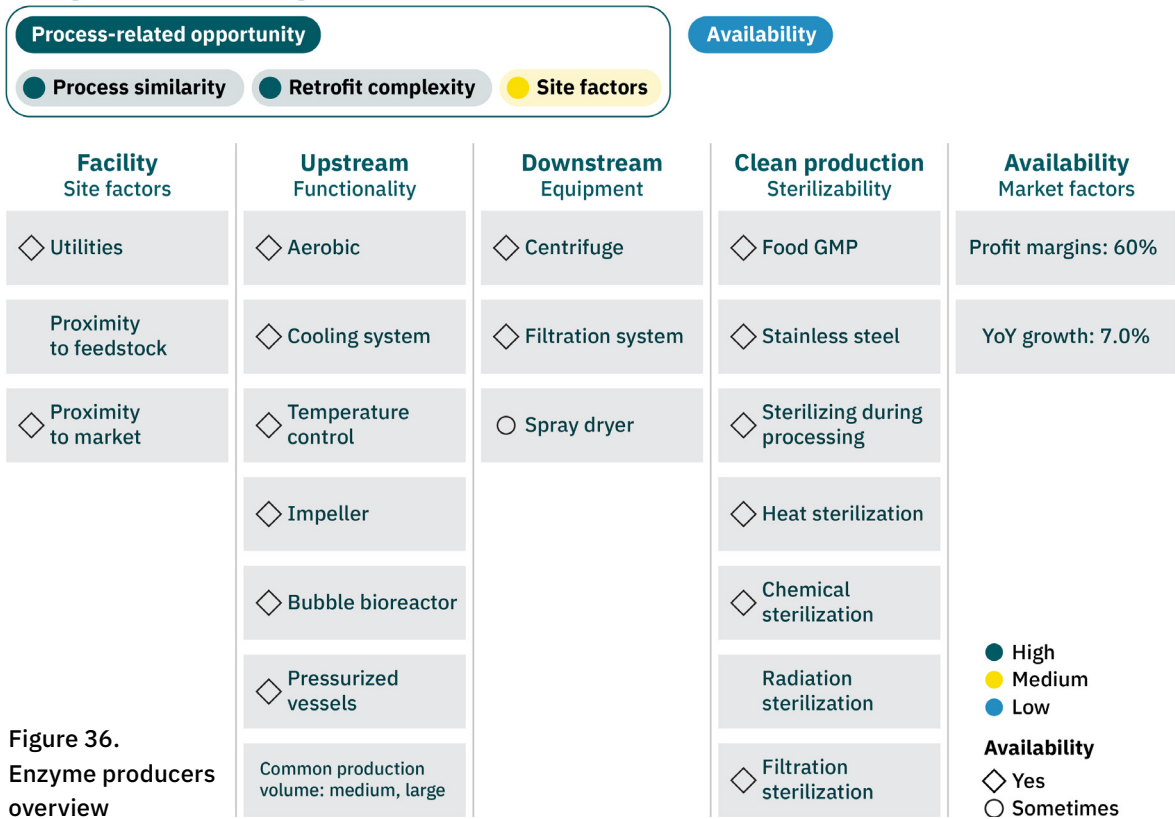 Process-related opportunity
Availability
Process similarity
Retrofit complexity
Site factors
Facility
Site factors
Utilities
Proximity
to feedstock
Proximity
to market
Upstream
Functionality
Aerobic
Cooling system
Temperature
control
Impeller
Bubble bioreactor
Pressurized
vessels
Common production
volume: medium, large
Downstream
Equipment
Centrifuge
Filtration system
Spray dryer
Clean production
Sterilizability
Food GMP
Stainless steel
Sterilizing during
processing
Heat sterilization
Chemical
sterilization
Radiation
sterilization
Filtration
sterilization
Availability
Market factors
Profit margins: 60%
YoY growth: 7.0%
High
Medium
Low
Availability
Yes
Sometimes
Figure 36.
Enzyme producers
overview